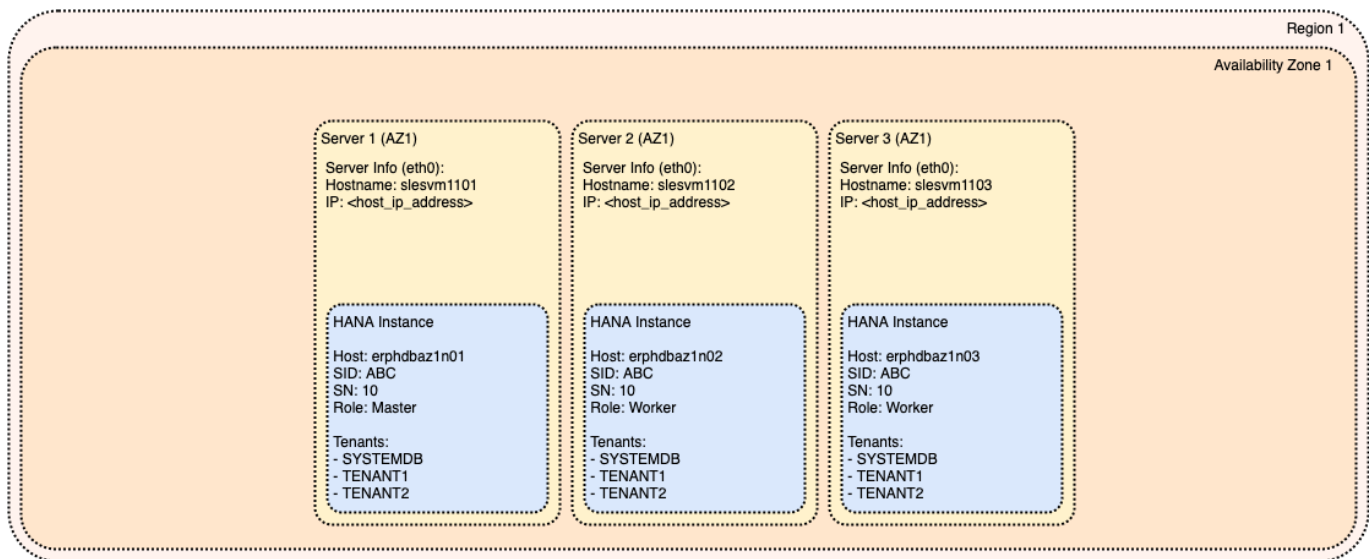 Region 1
Availability Zone 1
Server 1 (AZ1)
Server Info (eth0):
Hostname: slesvm1101
IP: <host_ip_address>
HANA Instance
Host: erphdbaz1n01
SID: ABC
SN: 10
Role: Master
Tenants:
- SYSTEMDB
- TENANT1
- TENANT2
Server 2 (AZ1)
Server Info (eth0):
Hostname: slesvm1102
IP: <host_ip_address>
HANA Instance
Host: erphdbaz1n02
SID: ABC
SN: 10
Role: Worker
Tenants:
- SYSTEMDB
- TENANT1
- TENANT2
Server 3 (AZ1)
Server Info (eth0):
Hostname: slesvm1103
IP: <host_ip_address>
HANA Instance
Host: erphdbaz1n03
SID: ABC
SN: 10
Role: Worker
Tenants:
- SYSTEMDB
- TENANT1
- TENANT2